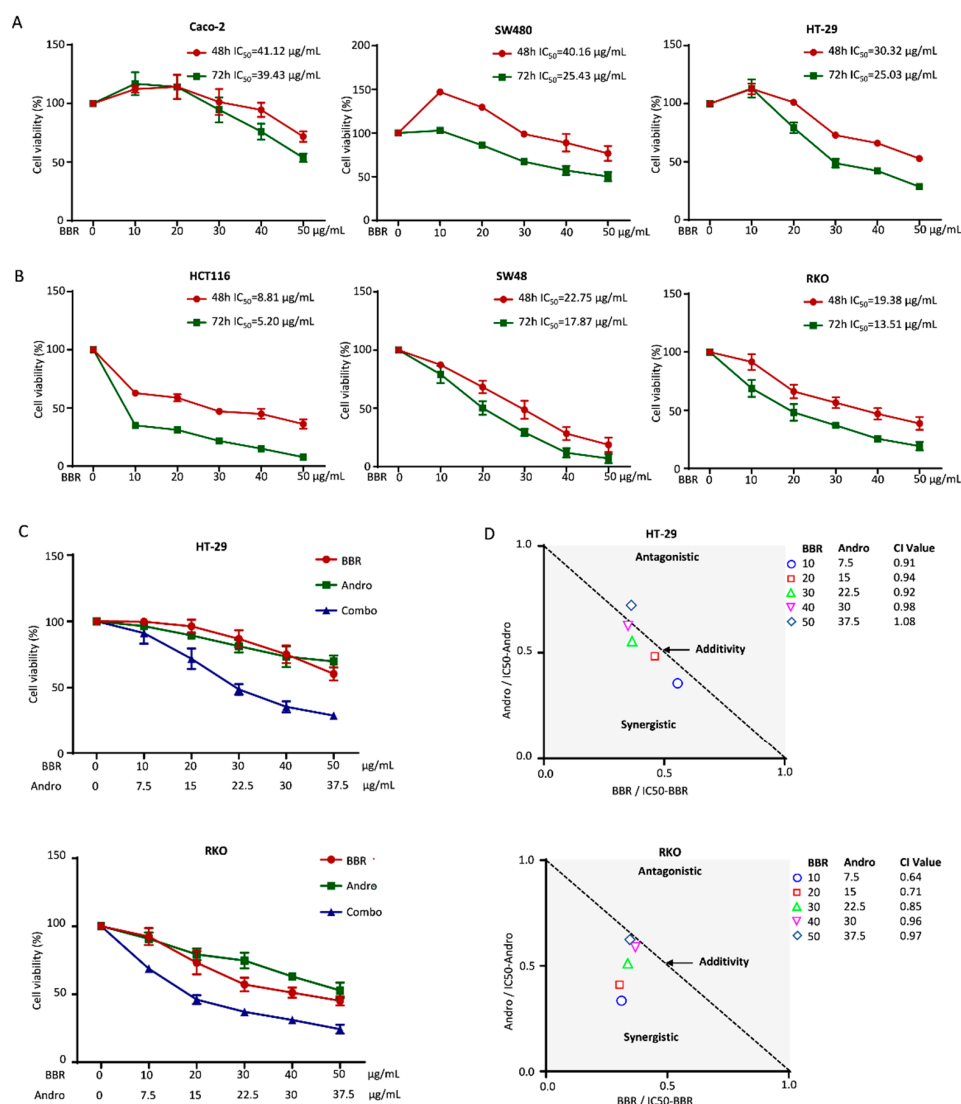 A
Caco-2
150
100
50
0
Cell viability (%)
48h IC50=41.12 µg/mL
72h IC50=39.43 µg/mL
BBR 0 10 20 30 40 50 µg/mL
SW480
200
150
100
50
0
Cell viability (%)
48h IC50=40.16 µg/mL
72h IC50=25.43 µg/mL
BBR 0 10 20 30 40 50 µg/mL
HT-29
150
100
50
0
Cell viability (%)
48h IC50=30.32 µg/mL
72h IC50=25.03 µg/mL
BBR 0 10 20 30 40 50 µg/mL
B
HCT116
150
100
50
0
Cell viability (%)
48h IC50=8.81 µg/mL
72h IC50=5.20 µg/mL
BBR 0 10 20 30 40 50 µg/mL
SW48
150
100
50
0
Cell viability (%)
48h IC50=22.75 µg/mL
72h IC50=17.87 µg/mL
BBR 0 10 20 30 40 50 µg/mL
RKO
150
100
50
0
Cell viability (%)
48h IC50=19.38 µg/mL
72h IC50=13.51 µg/mL
BBR 0 10 20 30 40 50 µg/mL
C
HT-29
150
100
50
0
Cell viability (%)
BBR
Andro
Combo
BBR 0 10 20 30 40 50 µg/mL
Andro 0 7.5 15 22.5 30 37.5 µg/mL
D
HT-29
1.0
0.5
0.0
Andro / IC50-Andro
Antagonistic
Additivity
Synergistic
0.0 0.5 1.0
BBR / IC50-BBR
BBR Andro CI Value
10 7.5 0.91
20 15 0.94
30 22.5 0.92
40 30 0.98
50 37.5 1.08
RKO
150
100
50
0
Cell viability (%)
BBR
Andro
Combo
BBR 0 10 20 30 40 50 µg/mL
Andro 0 7.5 15 22.5 30 37.5 µg/mL
RKO
1.0
0.5
0.0
Andro / IC50-Andro
Antagonistic
Additivity
Synergistic
0.0 0.5 1.0
BBR / IC50-BBR
BBR Andro CI Value
10 7.5 0.64
20 15 0.71
30 22.5 0.85
40 30 0.96
50 37.5 0.97